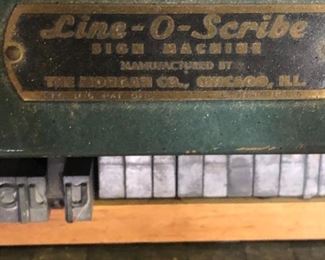 Line-O-Scribe
SIGN MACHINE
MANUFACTURED BY
THE MORGAN CO., CHICAGO, ILL.